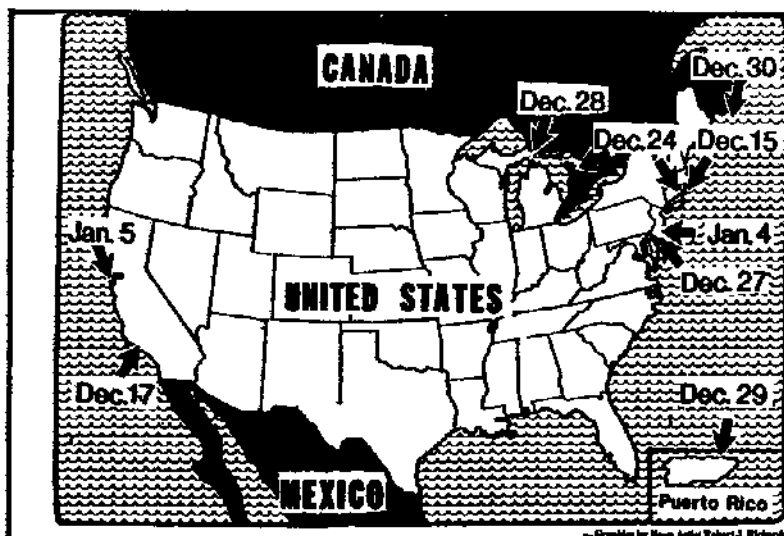 CANADA
Dec. 30
Dec. 28
Dec. 24
Dec. 15
Jan. 5
Jan. 4
UNITED STATES
Dec. 27
Dec. 17
Dec. 29
MEXICO
Puerto Rico